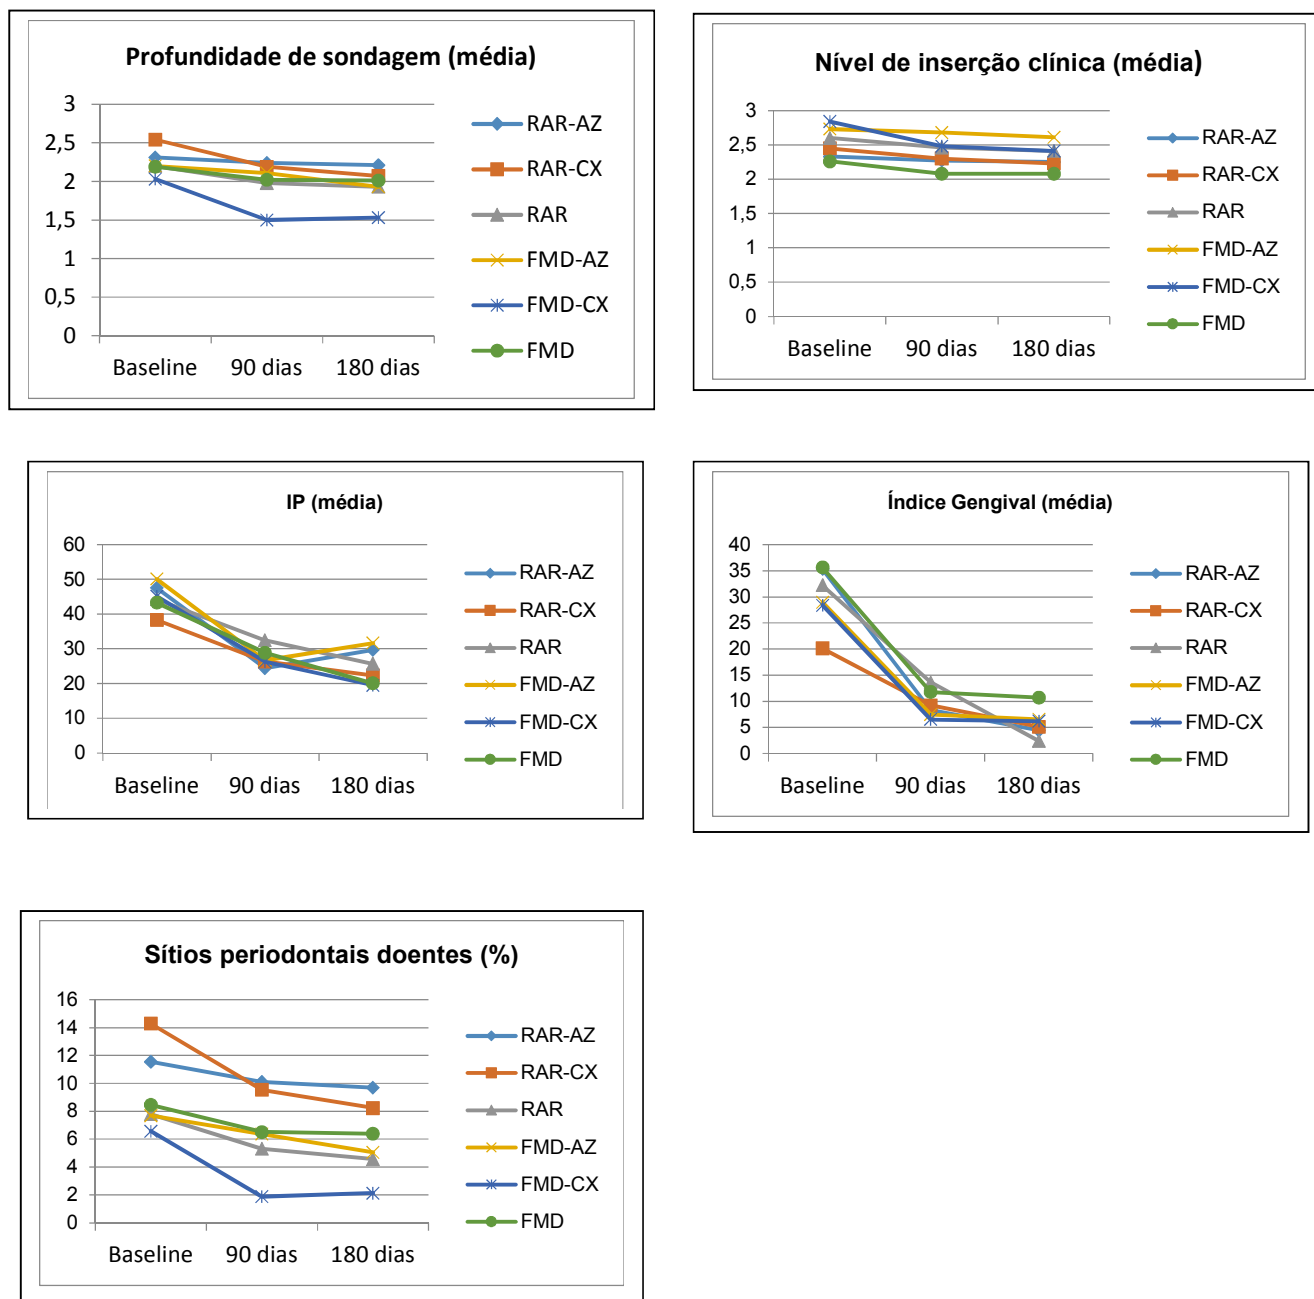 Profundidade de sondagem (média)
3
2,5
2
1,5
1
0,5
0
Baseline 90 dias 180 dias
RAR-AZ
RAR-CX
RAR
FMD-AZ
FMD-CX
FMD
Nível de inserção clínica (média)
3
2,5
2
1,5
1
0,5
0
Baseline 90 dias 180 dias
RAR-AZ
RAR-CX
RAR
FMD-AZ
FMD-CX
FMD
IP (média)
60
50
40
30
20
10
0
Baseline 90 dias 180 dias
RAR-AZ
RAR-CX
RAR
FMD-AZ
FMD-CX
FMD
Índice Gengival (média)
40
35
30
25
20
15
10
5
0
Baseline 90 dias 180 dias
RAR-AZ
RAR-CX
RAR
FMD-AZ
FMD-CX
FMD
Sítios periodontais doentes (%)
16
14
12
10
8
6
4
2
0
Baseline 90 dias 180 dias
RAR-AZ
RAR-CX
RAR
FMD-AZ
FMD-CX
FMD